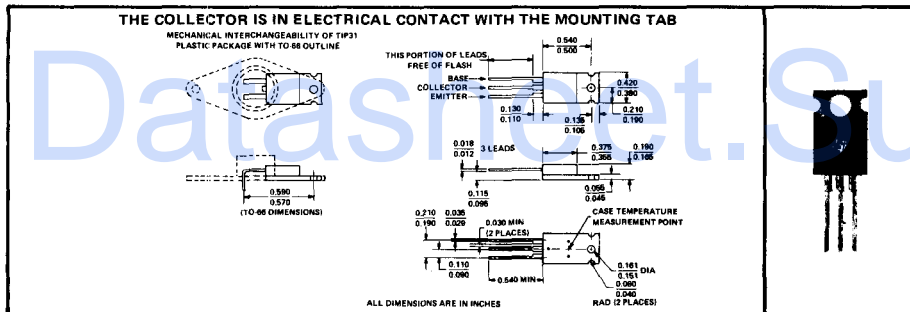 THE COLLECTOR IS IN ELECTRICAL CONTACT WITH THE MOUNTING TAB
MECHANICAL INTERCHANGEABILITY OF TIP31
PLASTIC PACKAGE WITH TO-66 OUTLINE
0.590
0.570
(TO-66 DIMENSIONS)
0.540
0.500
THIS PORTION OF LEADS
FREE OF FLASH
BASE
COLLECTOR
EMITTER
0.420
0.380
0.130
0.110
0.135
0.105
0.210
0.190
0.018
0.012
3 LEADS
0.375
0.355
0.190
0.165
0.115
0.095
0.055
0.045
0.210
0.190
0.035
0.029
0.030 MIN
(2 PLACES)
CASE TEMPERATURE
MEASUREMENT POINT
0.110
0.090
0.540 MIN
0.161
0.151
DIA
0.080
0.040
RAD (2 PLACES)
ALL DIMENSIONS ARE IN INCHES
Datasheet.Su